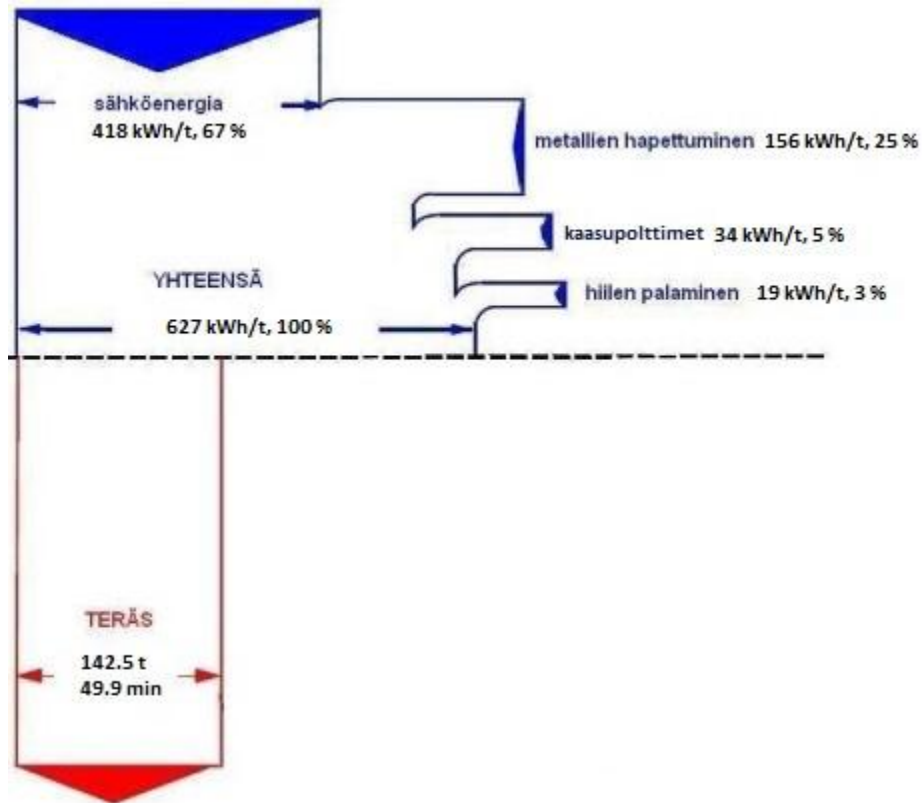 sähköenergia
418 kWh/t, 67 %
metallien hapettuminen 156 kWh/t, 25 %
kaasupolttimet 34 kWh/t, 5 %
YHTEENSÄ
hiilen palaminen 19 kWh/t, 3 %
627 kWh/t, 100 %
TERÄS
142.5 t
49.9 min